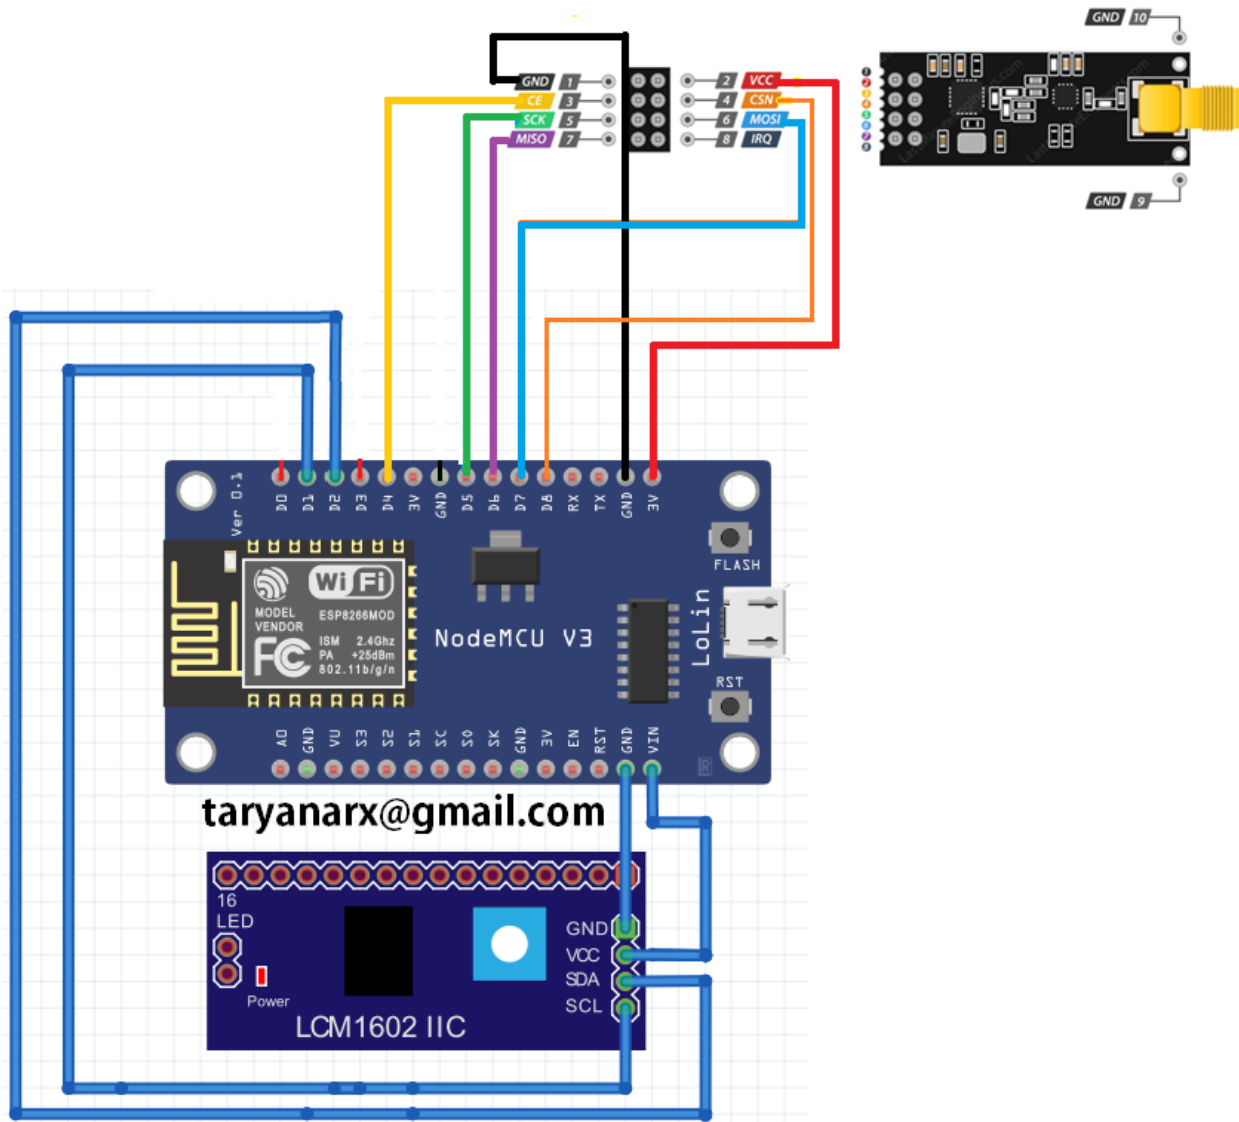 GND 10
GND 1
2 VCC
CE 3
4 CSN
SCK 5
6 MOSI
MISO 7
8 IRQ
GND 9
Ver 0.1
D0 D1 D2 D3 D4 3V GND D5 D6 D7 D8 RX TX GND 3V
FLASH
WiFi
MODEL ESP8266MOD
VENDOR
FC ISM 2.4Ghz
PA +25dBm
802.11b/g/n
NodeMCU V3
LoLin
RST
A0 GND VU S3 S2 S1 SC S0 SK GND 3V EN RST GND VIN
R
taryanarx@gmail.com
16
LED
GND
VCC
SDA
SCL
Power
LCM1602 IIC